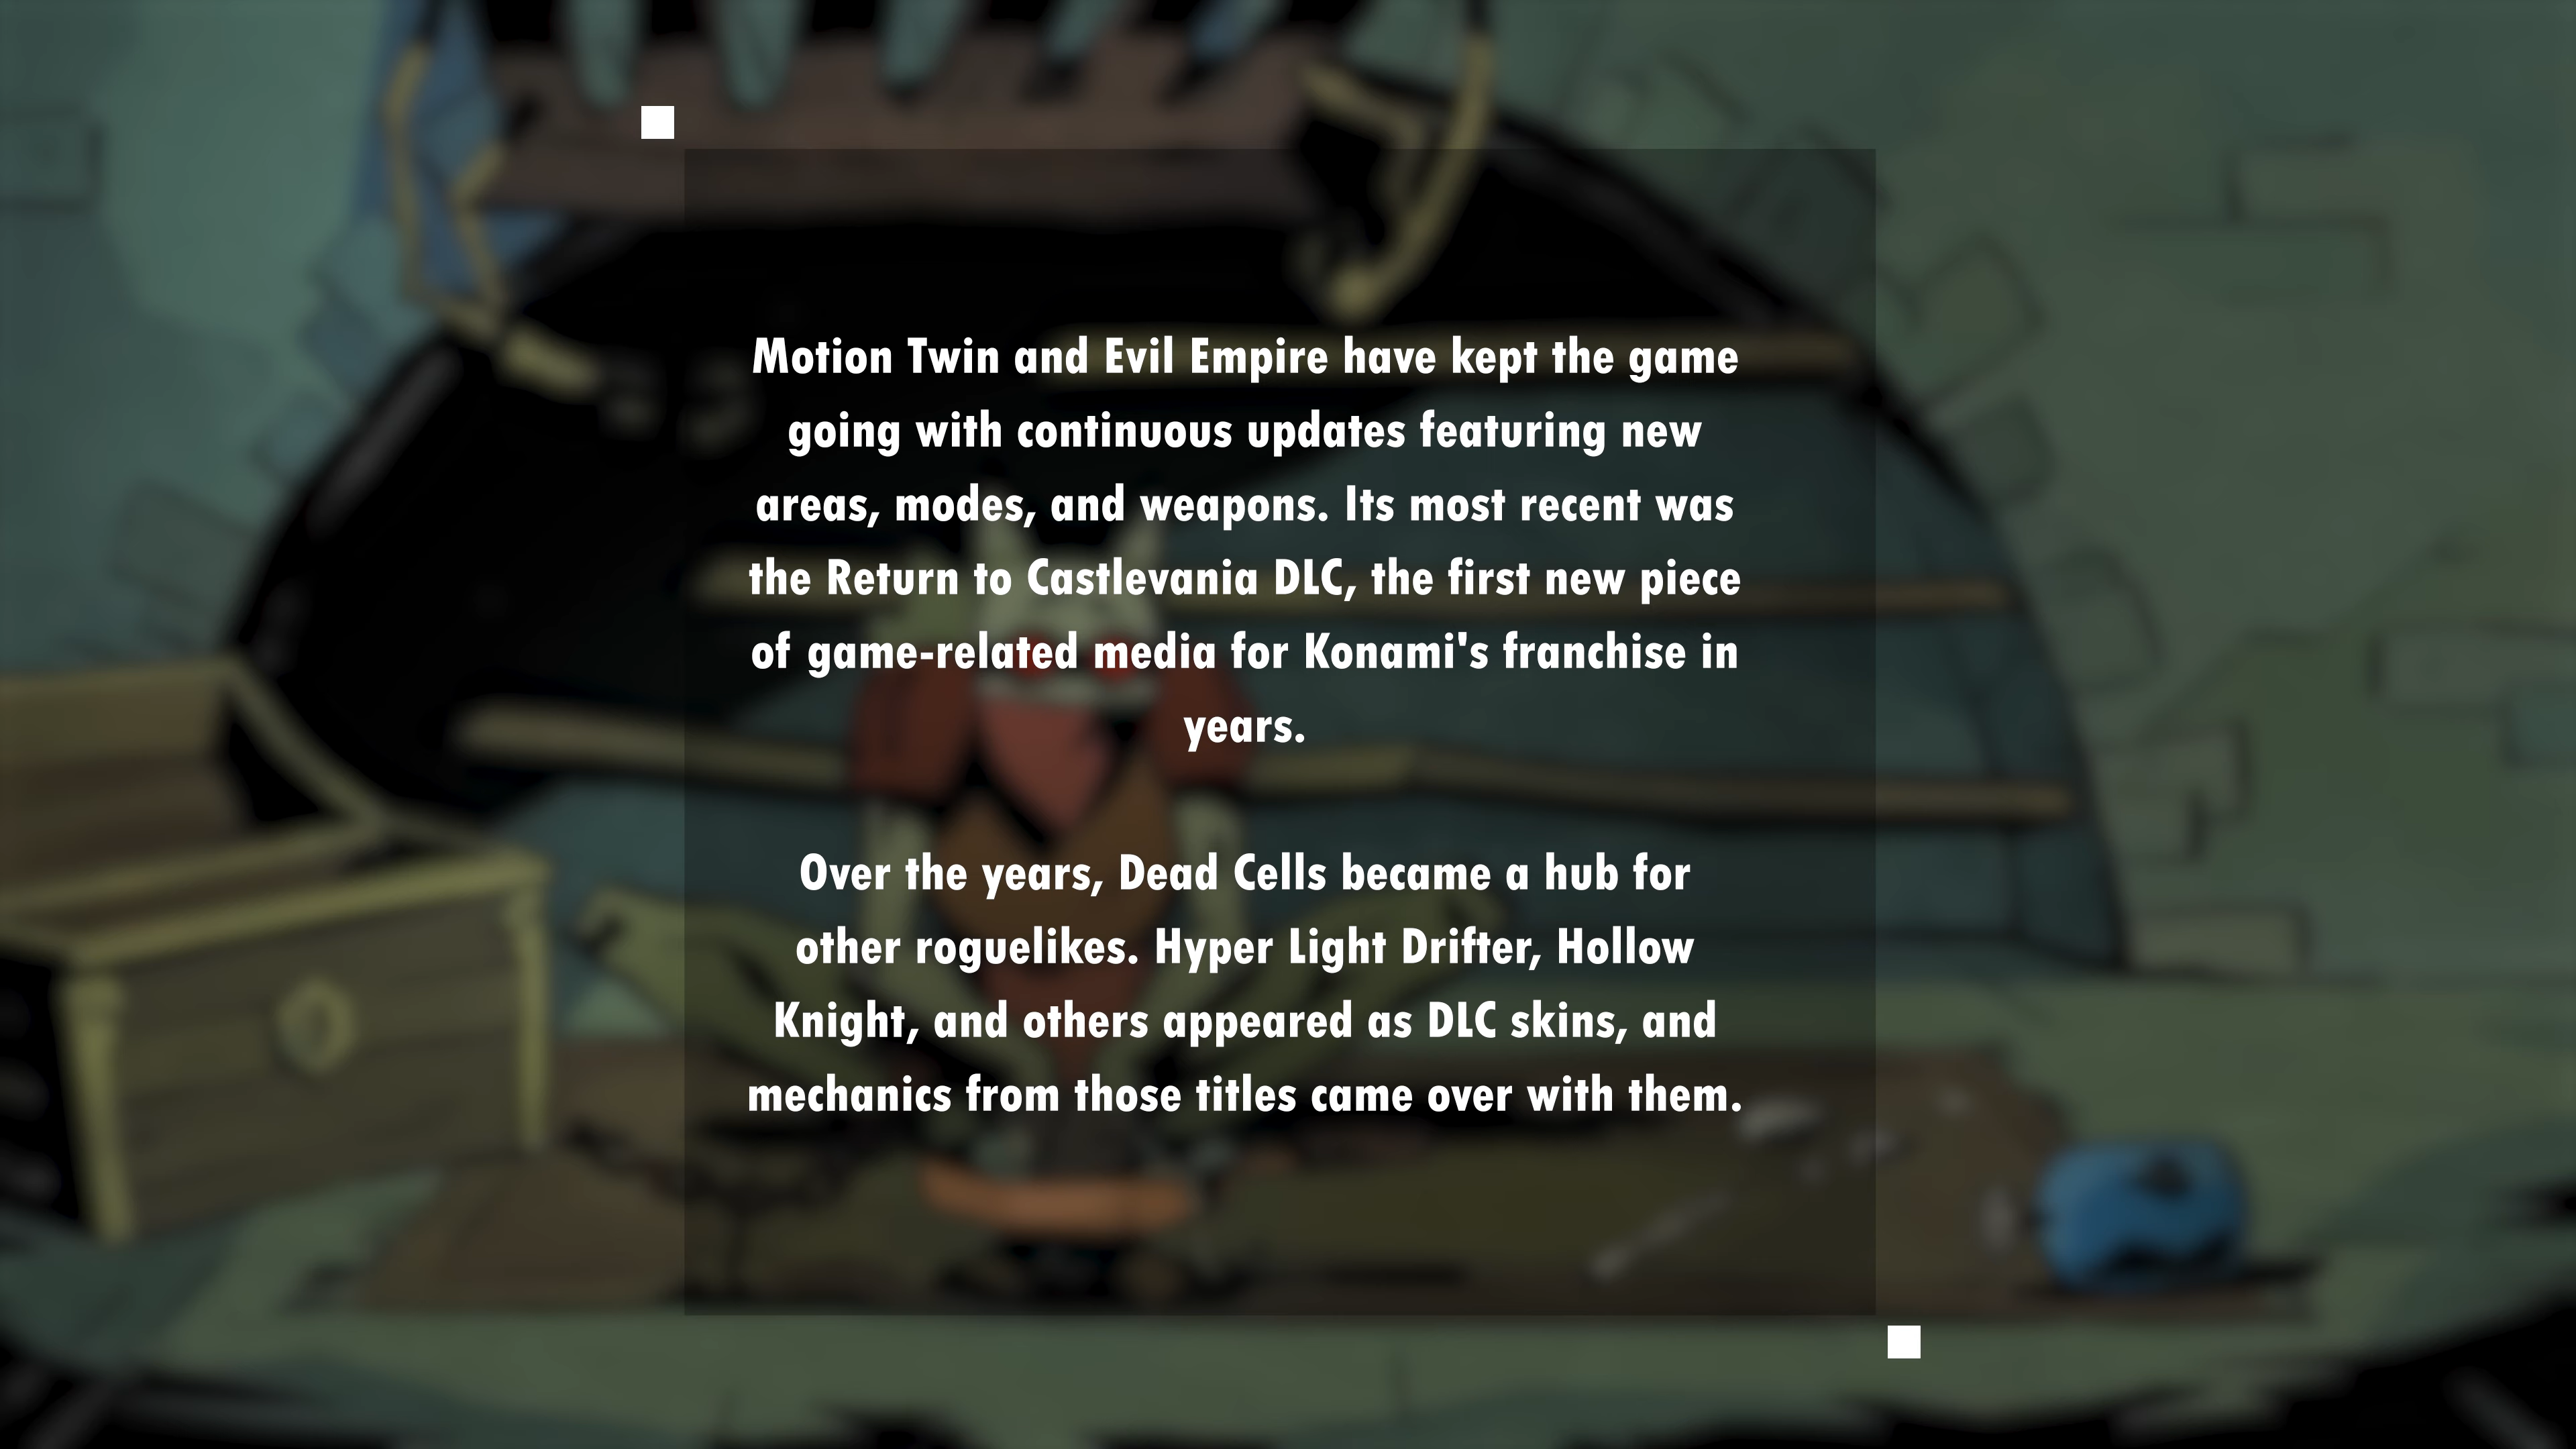 Motion Twin and Evil Empire have kept the game
going with continuous updates featuring new
areas, modes, and weapons. Its most recent was
the Return to Castlevania DLC, the first new piece
of game-related media for Konami's franchise in
years.
Over the years, Dead Cells became a hub for
other roguelikes. Hyper Light Drifter, Hollow
Knight, and others appeared as DLC skins, and
mechanics from those titles came over with them.